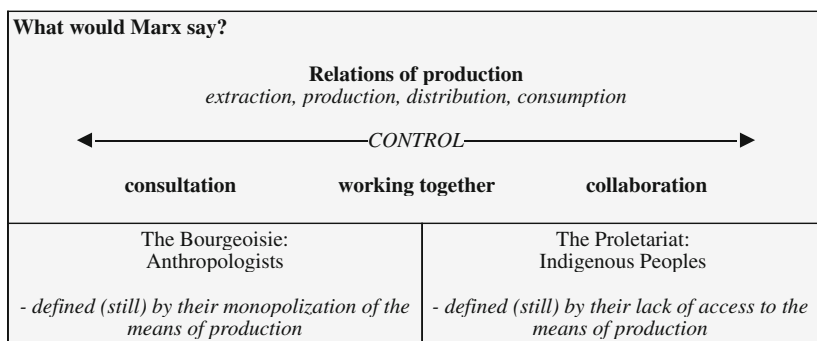 What would Marx say?
Relations of production
extraction, production, distribution, consumption
CONTROL
consultation working together collaboration
The Bourgeoisie:
Anthropologists
- defined (still) by their monopolization of the
means of production
The Proletariat:
Indigenous Peoples
- defined (still) by their lack of access to the
means of production